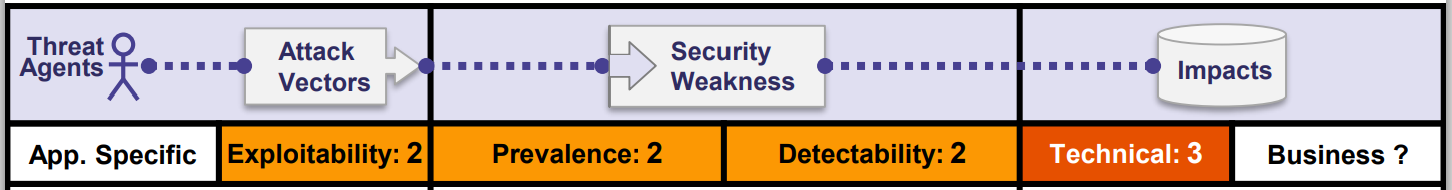 Threat
Agents
Attack
Vectors
Security
Weakness
Impacts
App. Specific
Exploitability: 2
Prevalence: 2
Detectability: 2
Technical: 3
Business ?